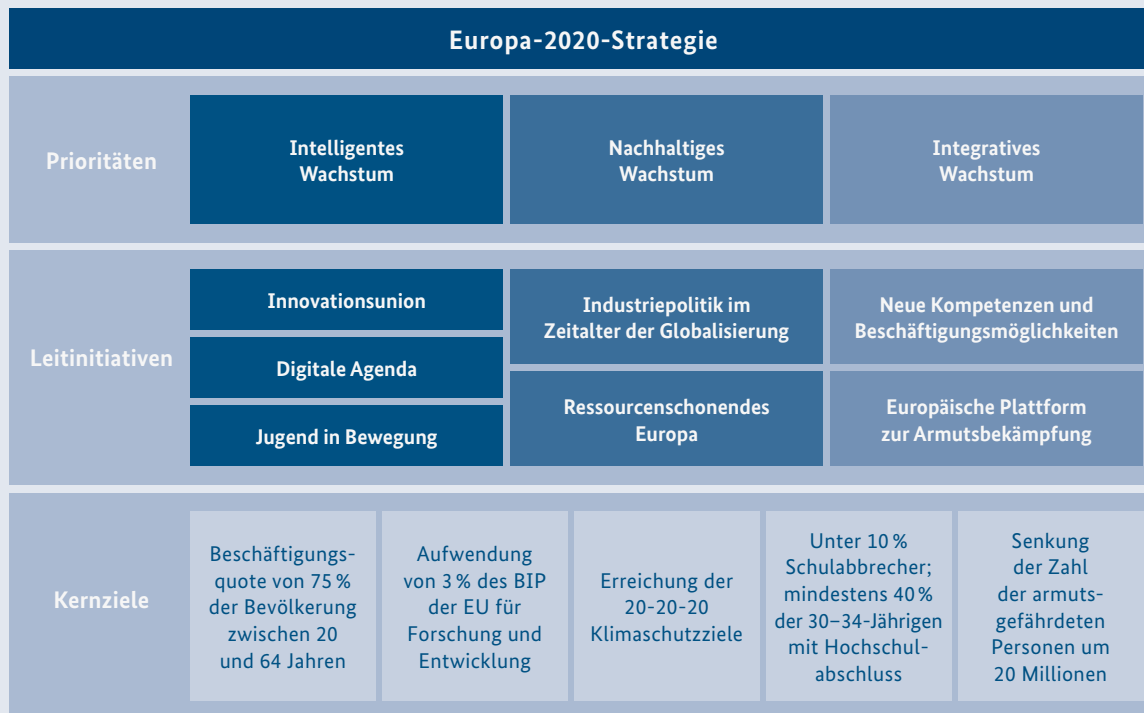 Europa-2020-Strategie
Prioritäten
Intelligentes
Wachstum
Nachhaltiges
Wachstum
Integratives
Wachstum
Leitinitiativen
Innovationsunion
Digitale Agenda
Jugend in Bewegung
Industriepolitik im
Zeitalter der Globalisierung
Ressourcenschonendes
Europa
Neue Kompetenzen und
Beschäftigungsmöglichkeiten
Europäische Plattform
zur Armutsbekämpfung
Kernziele
Beschäftigungs-
quote von 75 %
der Bevölkerung
zwischen 20
und 64 Jahren
Aufwendung
von 3 % des BIP
der EU für
Forschung und
Entwicklung
Erreichung der
20-20-20
Klimaschutzziele
Unter 10 %
Schulabbrecher;
mindestens 40 %
der 30–34-Jährigen
mit Hochschul-
abschluss
Senkung
der Zahl
der armuts-
gefährdeten
Personen um
20 Millionen